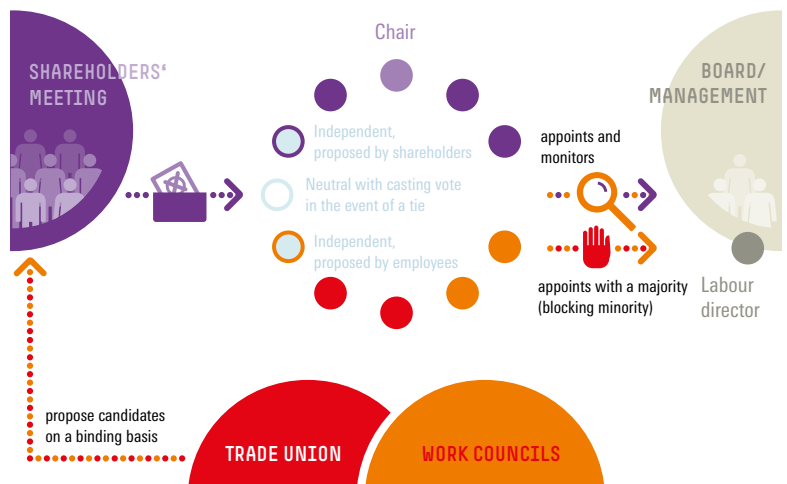 Chair
SHAREHOLDERS‘
MEETING
BOARD/
MANAGEMENT
Independent,
proposed by shareholders
appoints and
monitors
Neutral with casting vote
in the event of a tie
Independent,
proposed by employees
appoints with a majority
(blocking minority)
Labour
director
propose candidates
on a binding basis
TRADE UNION
WORK COUNCILS